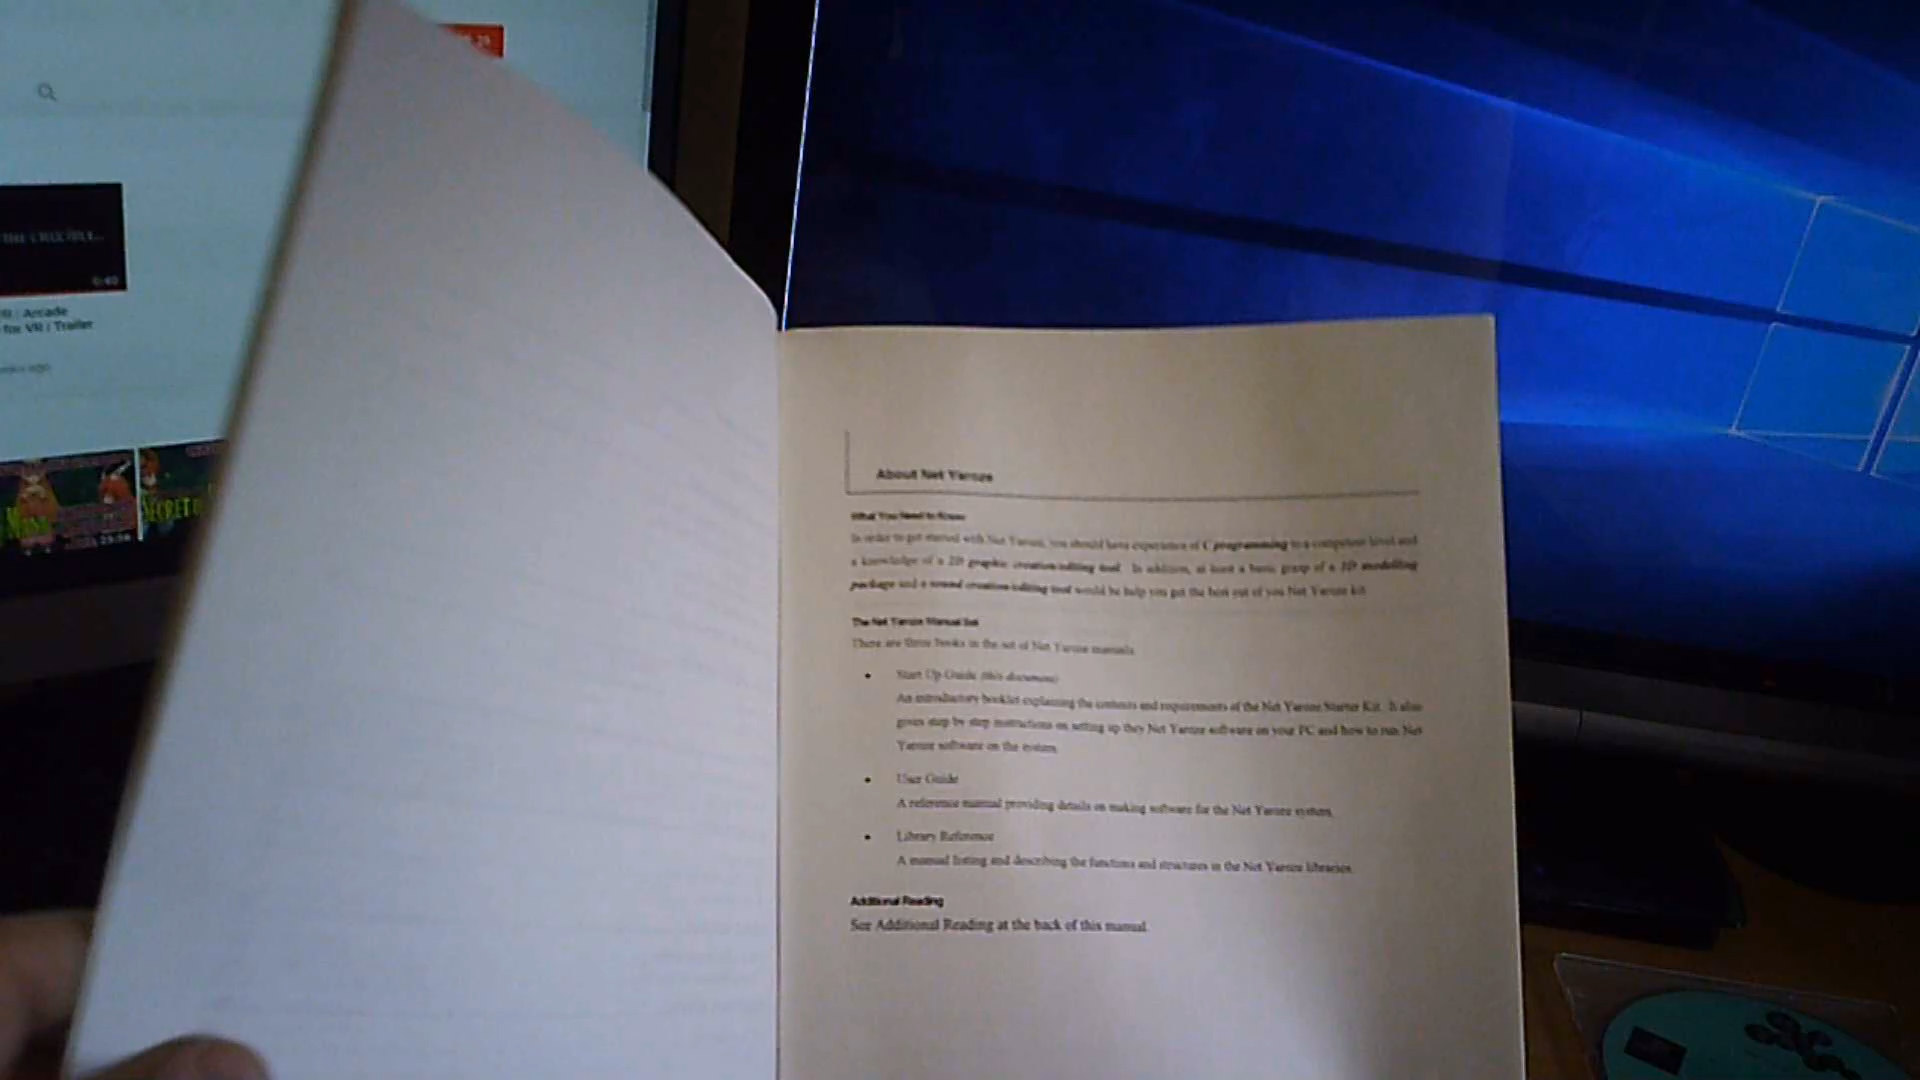 0:40
Arcade
for VR | Trailer
SECRET
About Net Yaroze
What You Need to Know
In order to get started with Net Yaroze, you should have experience of C programming to a competent level and
a knowledge of a 2D graphic creation/editing tool. In addition, at least a basic grasp of a 3D modelling
package and a sound creation/editing tool would be help you get the best out of you Net Yaroze kit
The Net Yaroze Manual Set
There are three books in the set of Net Yaroze manuals.
• Start Up Guide (this document)
An introductory booklet explaining the contents and requirements of the Net Yaroze Starter Kit. It also
gives step by step instructions on setting up they Net Yaroze software on your PC and how to run Net
Yaroze software on the system.
• User Guide
A reference manual providing details on making software for the Net Yaroze system.
• Library Reference
A manual listing and describing the functions and structures in the Net Yaroze libraries.
Additional Reading
See Additional Reading at the back of this manual.